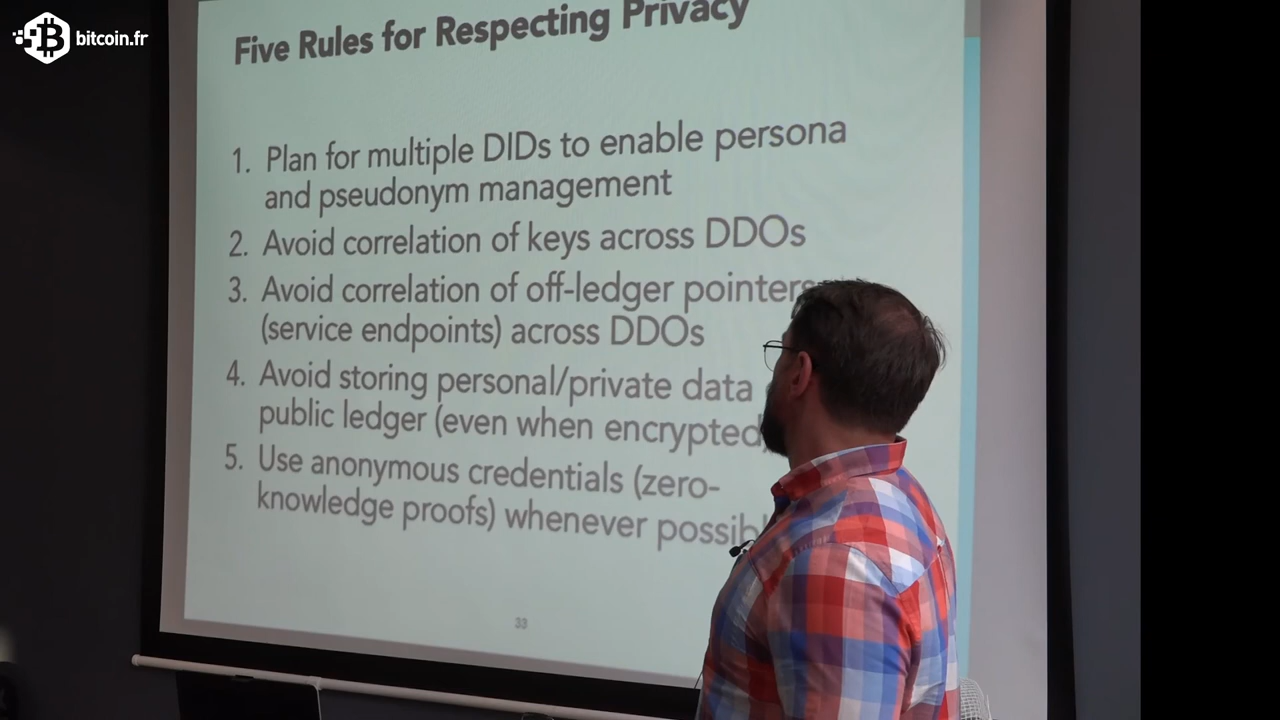 bitcoin.fr
Five Rules for Respecting Privacy
1. Plan for multiple DIDs to enable persona
and pseudonym management
2. Avoid correlation of keys across DDOs
3. Avoid correlation of off-ledger pointers
(service endpoints) across DDOs
4. Avoid storing personal/private data
public ledger (even when encrypted)
5. Use anonymous credentials (zero-
knowledge proofs) whenever possibl
33